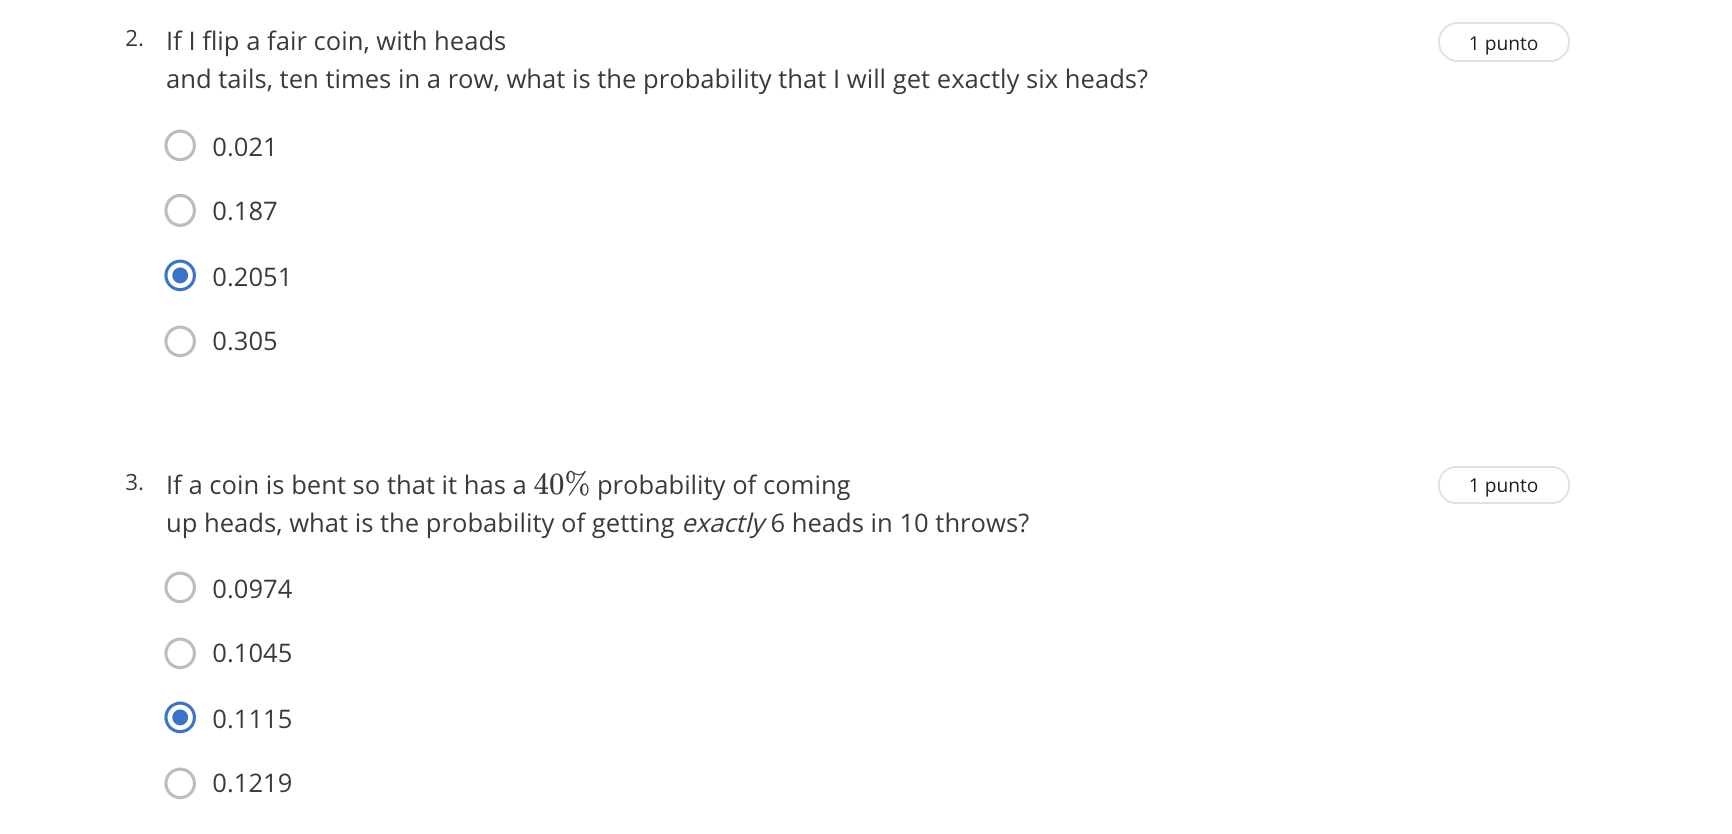 2. If I flip a fair coin, with heads
1 punto
and tails, ten times in a row, what is the probability that I will get exactly six heads?
0.021
0.187
0.2051
0.305
3. If a coin is bent so that it has a 40% probability of coming
1 punto
up heads, what is the probability of getting exactly 6 heads in 10 throws?
0.0974
0.1045
0.1115
0.1219